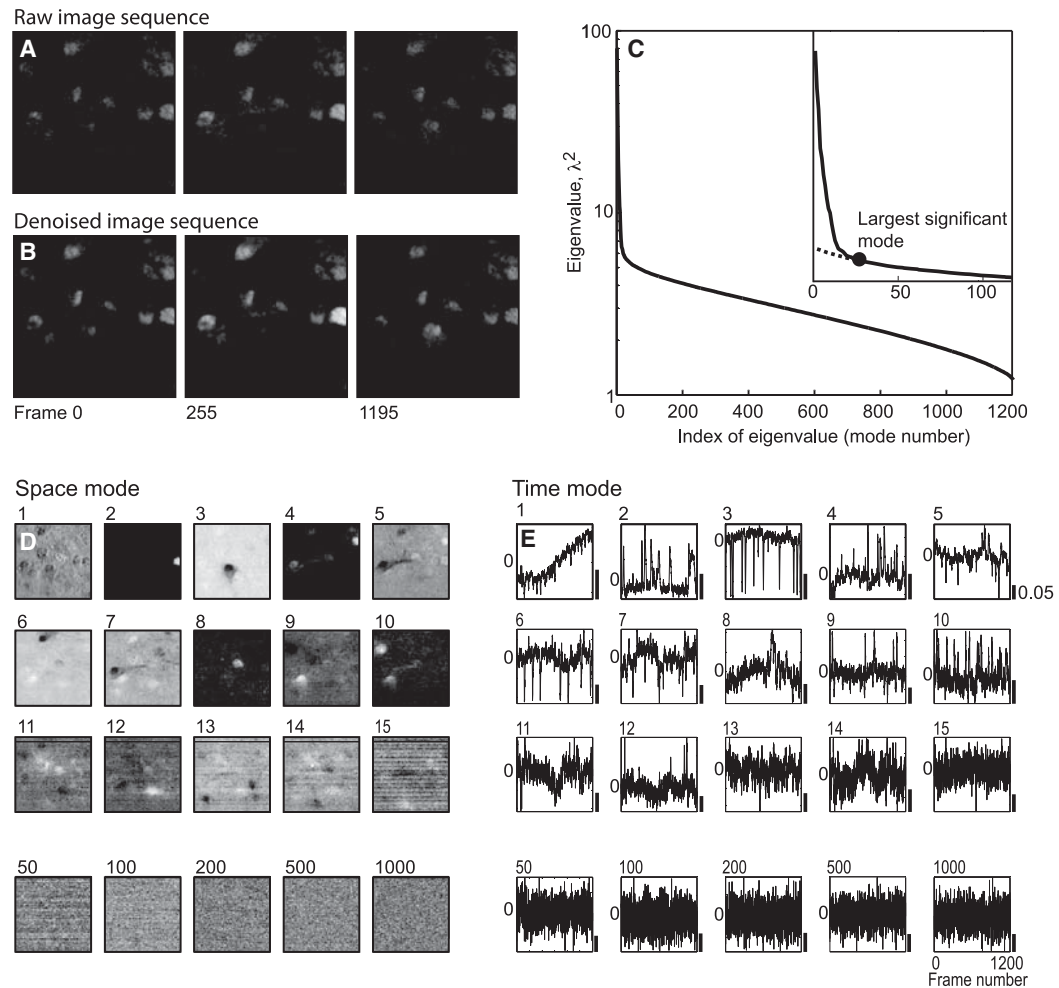 Raw image sequence
A
Denoised image sequence
B
Frame 0 255 1195
C
100
10
1
Eigenvalue, λ²
0 200 400 600 800 1000 1200
Index of eigenvalue (mode number)
Largest significant
mode
0 50 100
Space mode
D
1 2 3 4 5
6 7 8 9 10
11 12 13 14 15
50 100 200 500 1000
Time mode
E
1 2 3 4 5
0 0 0 0 0
0.05
6 7 8 9 10
0 0 0 0 0
11 12 13 14 15
0 0 0 0 0
50 100 200 500 1000
0 0 0 0 0
0 1200
Frame number